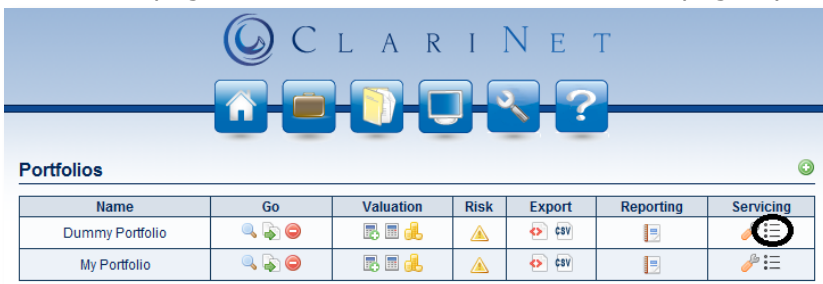 CLARINET
Portfolios
Name Go Valuation Risk Export Reporting Servicing
Dummy Portfolio CSV
My Portfolio CSV